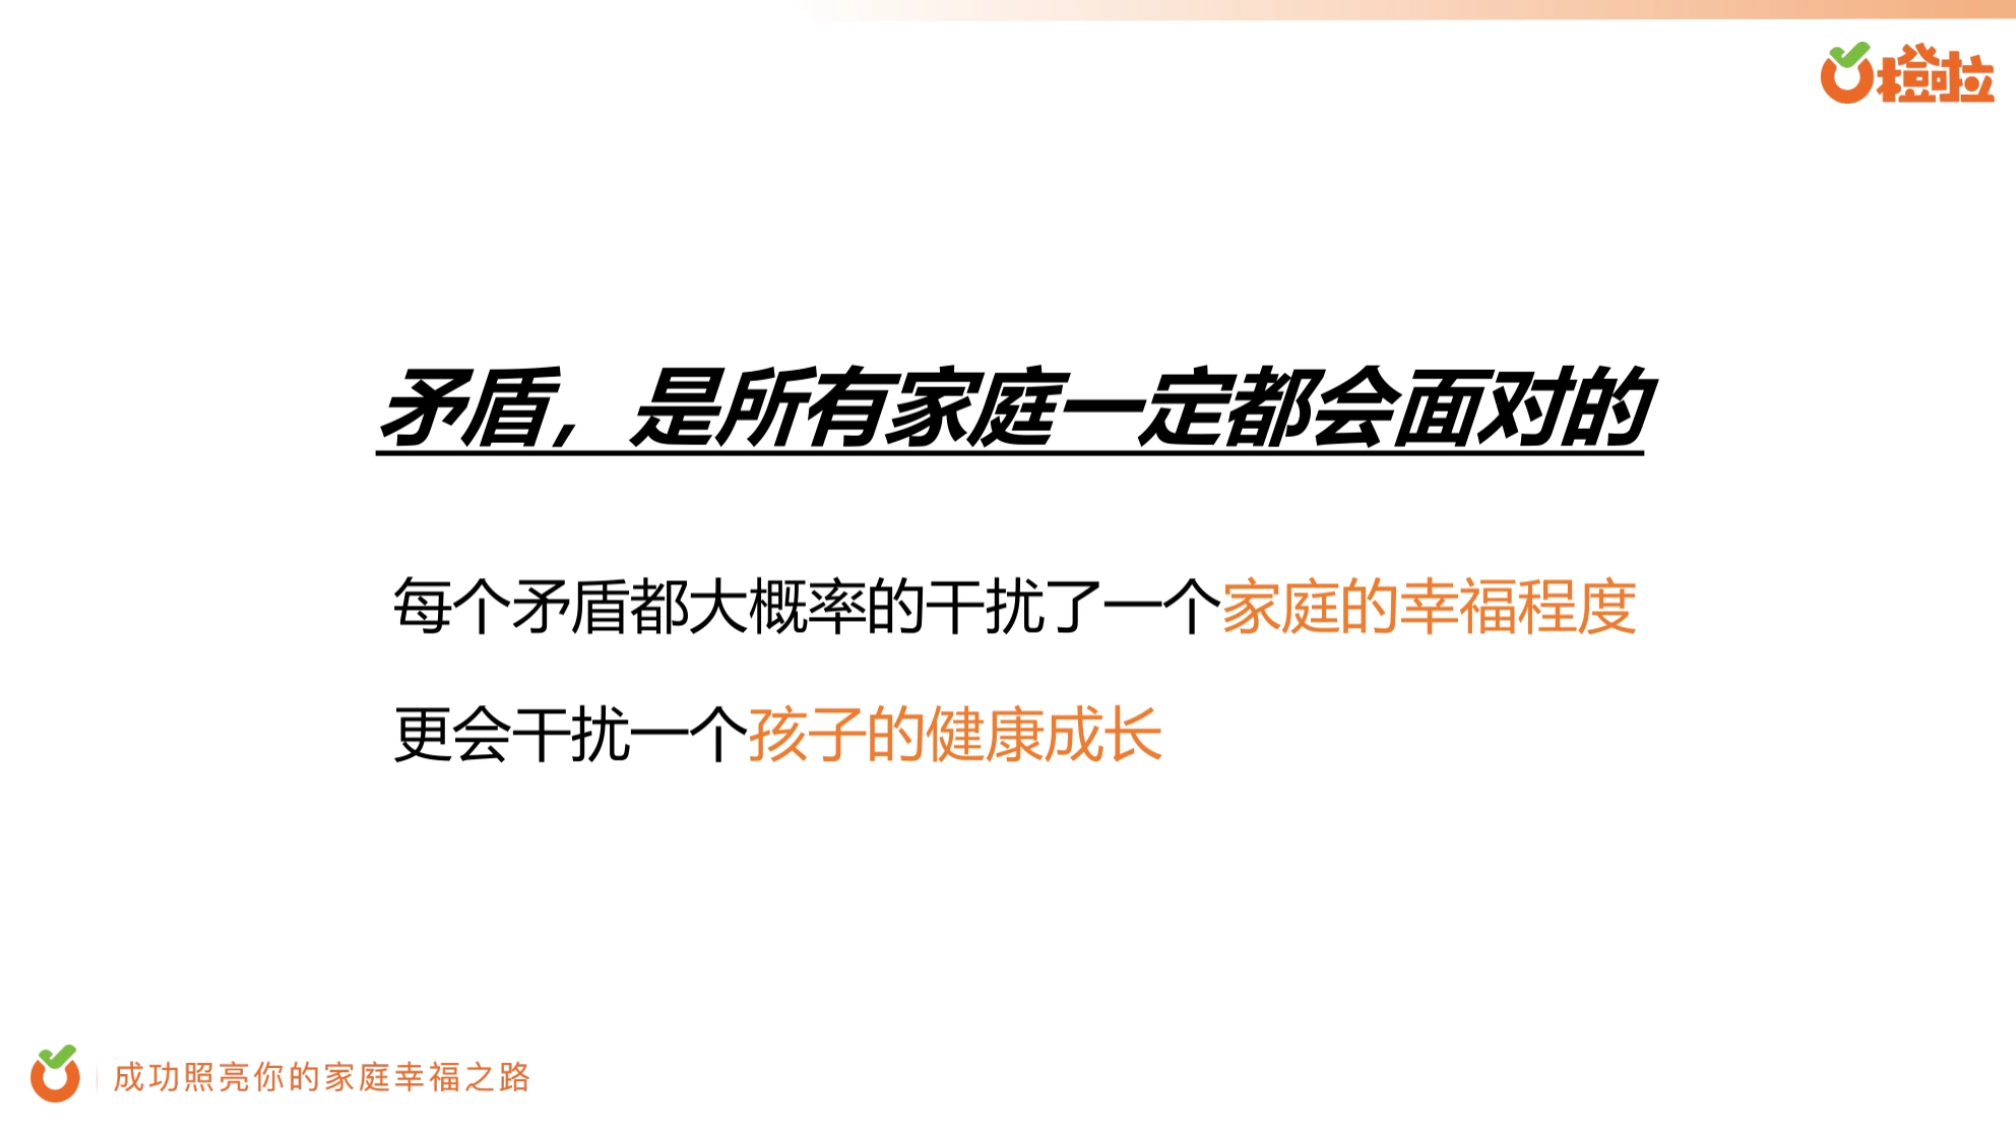 橙啦
矛盾，是所有家庭一定都会面对的
每个矛盾都大概率的干扰了一个家庭的幸福程度
更会干扰一个孩子的健康成长
成功照亮你的家庭幸福之路